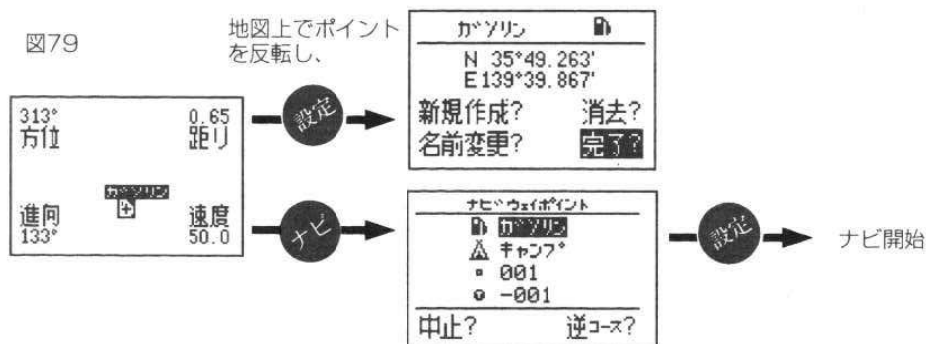 図79
地図上でポイント
を反転し、
313° 0.65
方位 距り
ガソリン
進向 速度
133° 50.0
設定
ガソリン
N 35°49.263'
E139°39.867'
新規作成? 消去?
名前変更? 完了?
ナビ
ナビウェイポイント
ガソリン
キャンプ
001
-001
中止? 逆コース?
設定
ナビ開始